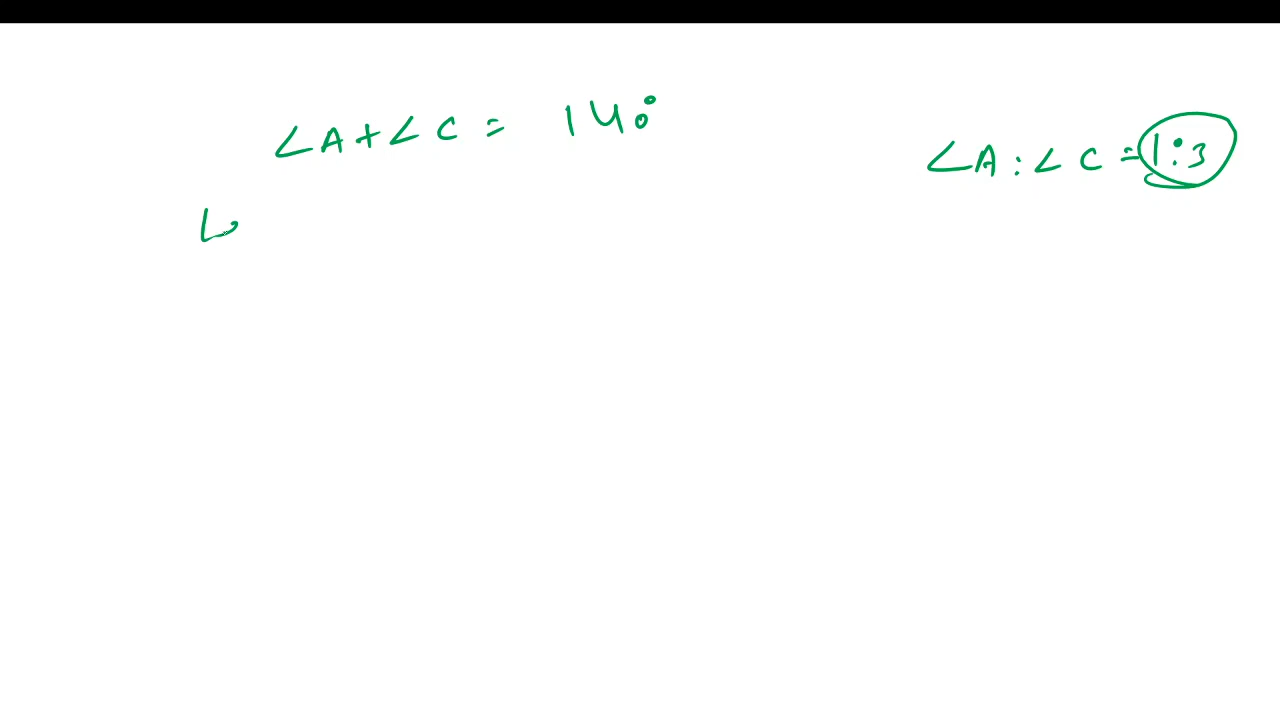 ∠A+∠C = 140°
∠A:∠C = 1:3